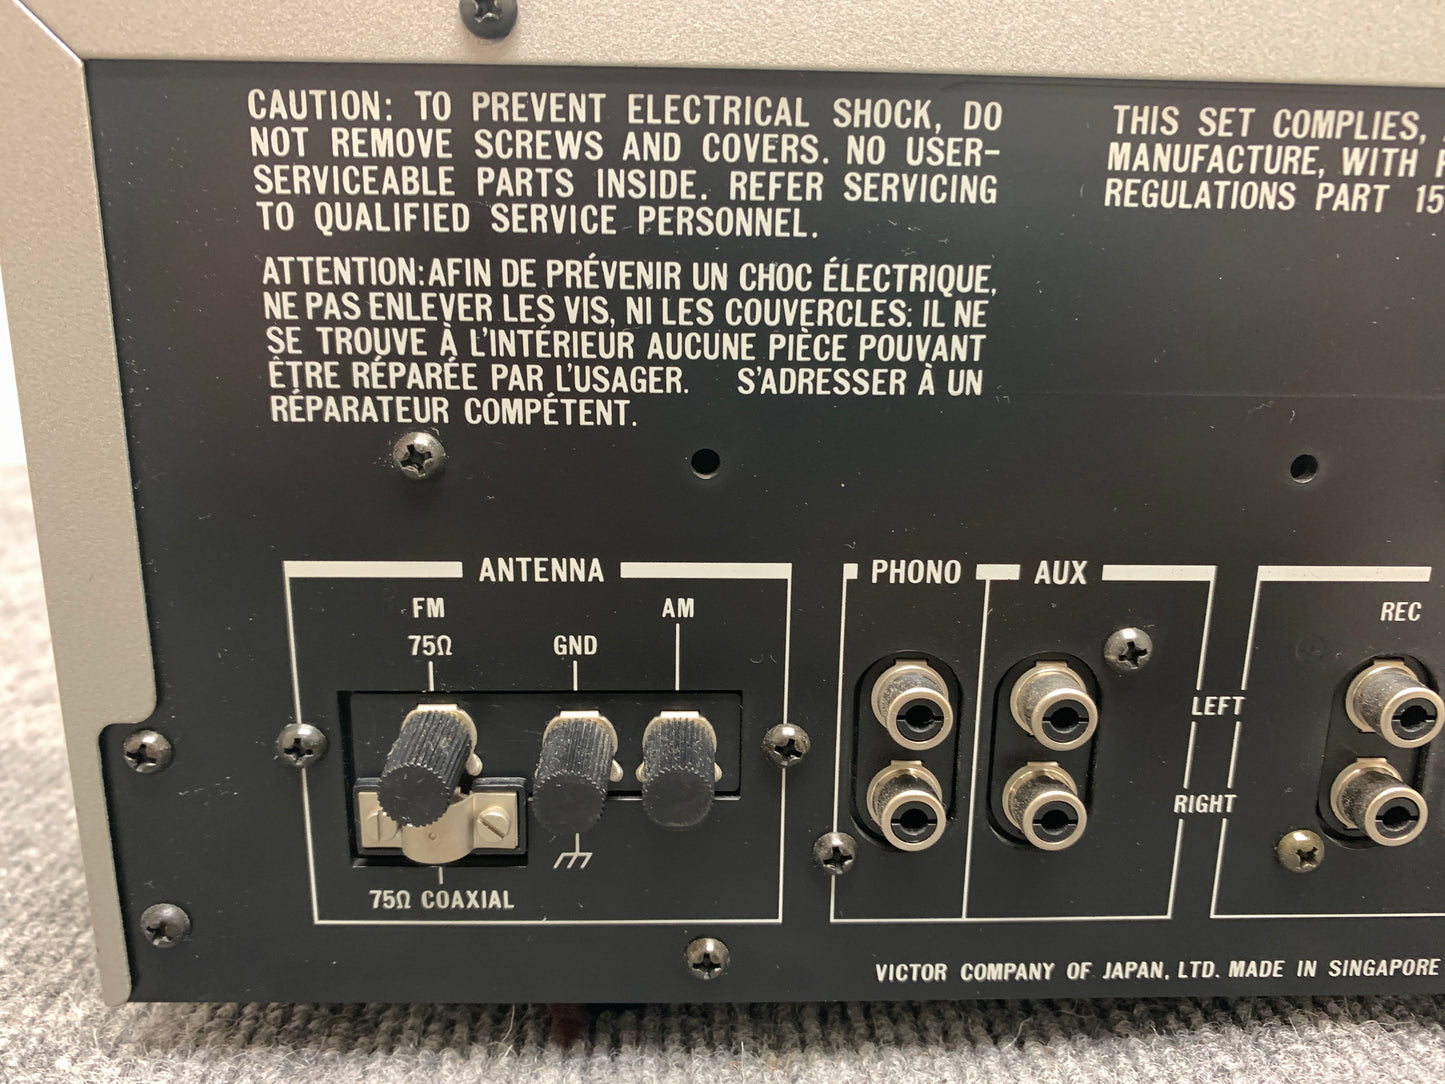 CAUTION: TO PREVENT ELECTRICAL SHOCK, DO
NOT REMOVE SCREWS AND COVERS. NO USER-
SERVICEABLE PARTS INSIDE. REFER SERVICING
TO QUALIFIED SERVICE PERSONNEL.
ATTENTION: AFIN DE PRÉVENIR UN CHOC ÉLECTRIQUE,
NE PAS ENLEVER LES VIS, NI LES COUVERCLES. IL NE
SE TROUVE À L'INTÉRIEUR AUCUNE PIÈCE POUVANT
ÊTRE RÉPARÉE PAR L'USAGER. S'ADRESSER À UN
RÉPARATEUR COMPÉTENT.
THIS SET COMPLIES,
MANUFACTURE, WITH
REGULATIONS PART 15
ANTENNA
FM
75Ω
GND
AM
75Ω COAXIAL
PHONO
AUX
REC
LEFT
RIGHT
VICTOR COMPANY OF JAPAN, LTD. MADE IN SINGAPORE